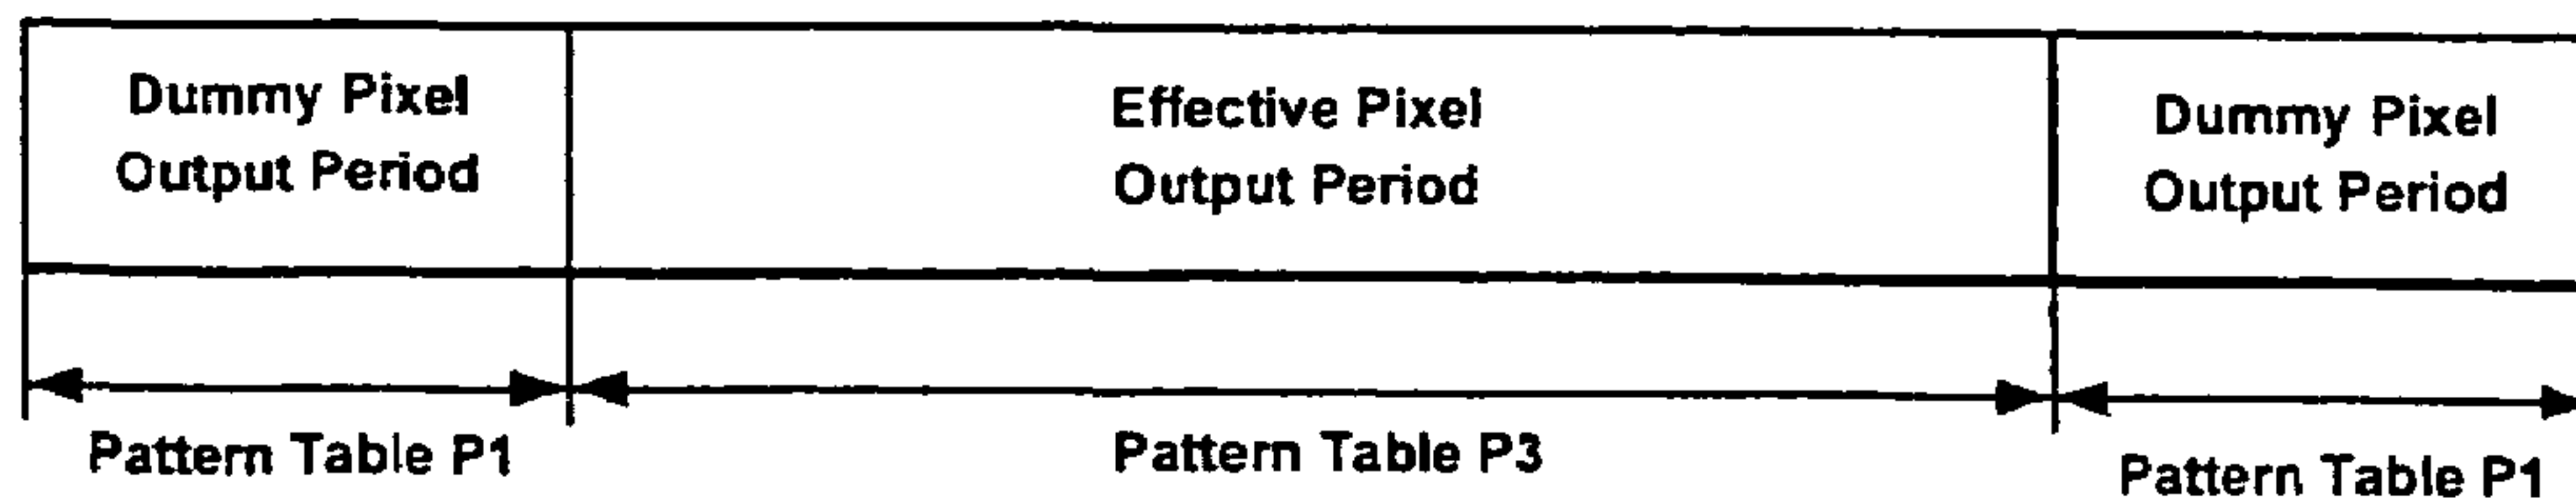 Dummy Pixel
Output Period
Effective Pixel
Output Period
Dummy Pixel
Output Period
Pattern Table P1
Pattern Table P3
Pattern Table P1